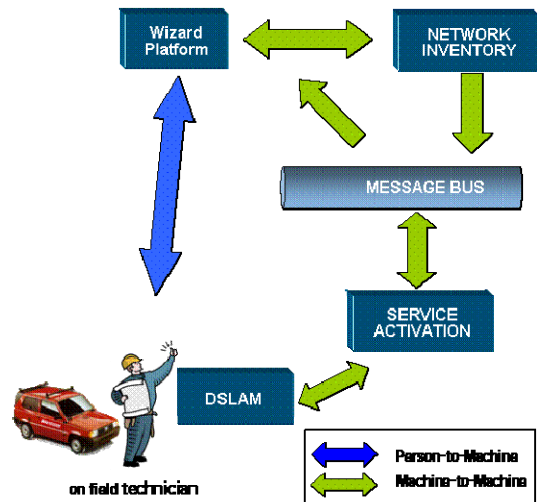 Wizard
Platform
NETWORK
INVENTORY
MESSAGE BUS
SERVICE
ACTIVATION
DSLAM
on field technician
Person-to-Machine
Machine-to-Machine